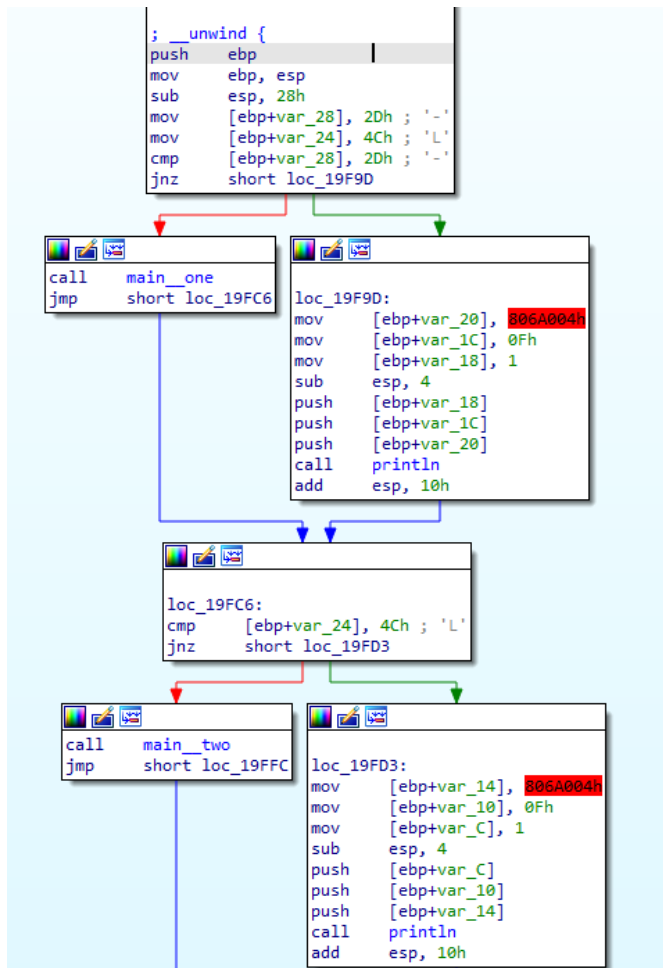 ; __unwind {
push    ebp
mov     ebp, esp
sub     esp, 28h
mov     [ebp+var_28], 2Dh ; '-'
mov     [ebp+var_24], 4Ch ; 'L'
cmp     [ebp+var_28], 2Dh ; '-'
jnz     short loc_19F9D
call    main__one
jmp     short loc_19FC6
loc_19F9D:
mov     [ebp+var_20], 806A004h
mov     [ebp+var_1C], 0Fh
mov     [ebp+var_18], 1
sub     esp, 4
push    [ebp+var_18]
push    [ebp+var_1C]
push    [ebp+var_20]
call    println
add     esp, 10h
loc_19FC6:
cmp     [ebp+var_24], 4Ch ; 'L'
jnz     short loc_19FD3
call    main__two
jmp     short loc_19FFC
loc_19FD3:
mov     [ebp+var_14], 806A004h
mov     [ebp+var_10], 0Fh
mov     [ebp+var_C], 1
sub     esp, 4
push    [ebp+var_C]
push    [ebp+var_10]
push    [ebp+var_14]
call    println
add     esp, 10h